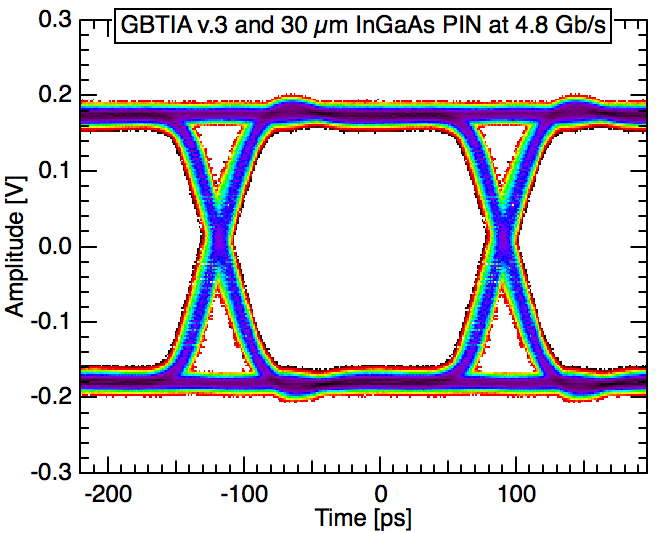 GBTIA v.3 and 30 µm InGaAs PIN at 4.8 Gb/s
0.3
0.2
0.1
0.0
-0.1
-0.2
-0.3
Amplitude [V]
-200 -100 0 100
Time [ps]